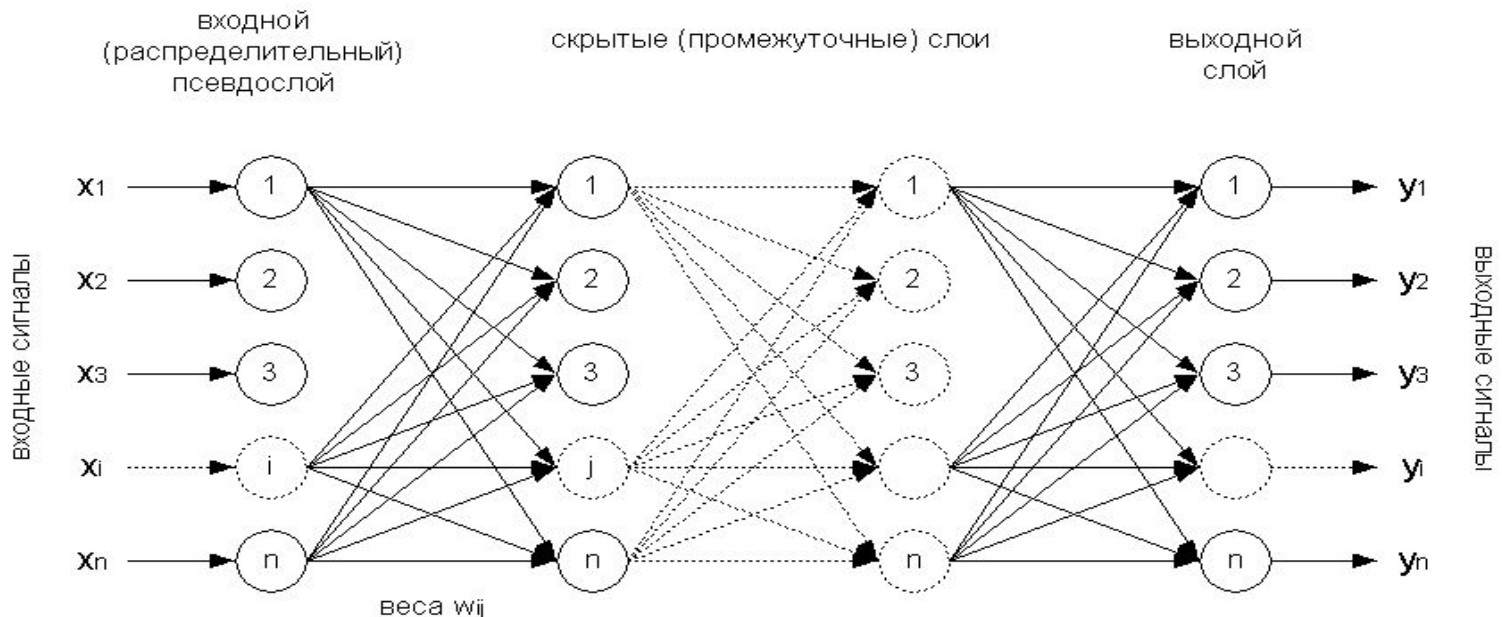 входной
(распределительный)
псевдослой
скрытые (промежуточные) слои
выходной
слой
входные сигналы
x1 1 1 1 1 y1
x2 2 2 2 2 y2
x3 3 3 3 3 y3
xi i j yi
xn n n n n yn
выходные сигналы
веса wij